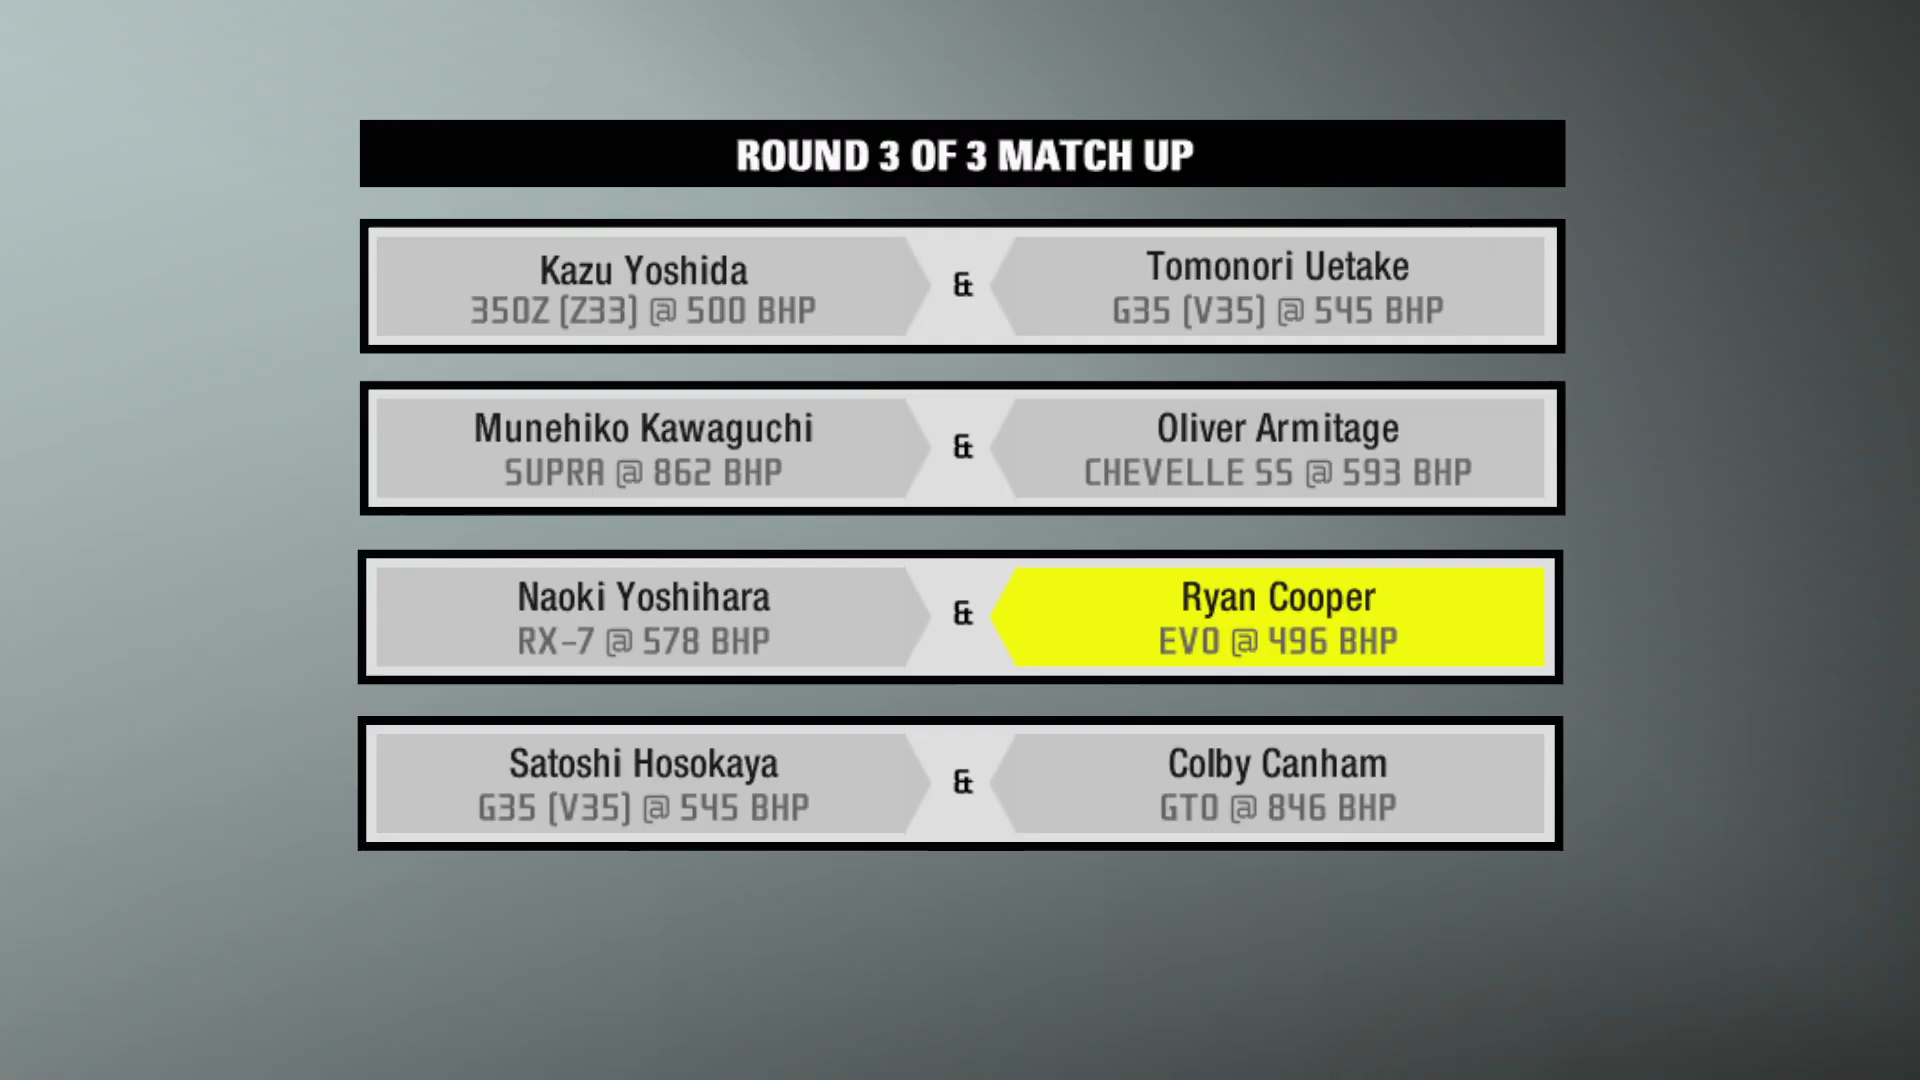 ROUND 3 OF 3 MATCH UP
Kazu Yoshida & Tomonori Uetake
350Z (Z33) @ 500 BHP G35 (V35) @ 545 BHP
Munehiko Kawaguchi & Oliver Armitage
SUPRA @ 862 BHP CHEVELLE SS @ 593 BHP
Naoki Yoshihara & Ryan Cooper
RX-7 @ 578 BHP EVO @ 496 BHP
Satoshi Hosokaya & Colby Canham
G35 (V35) @ 545 BHP GTO @ 846 BHP